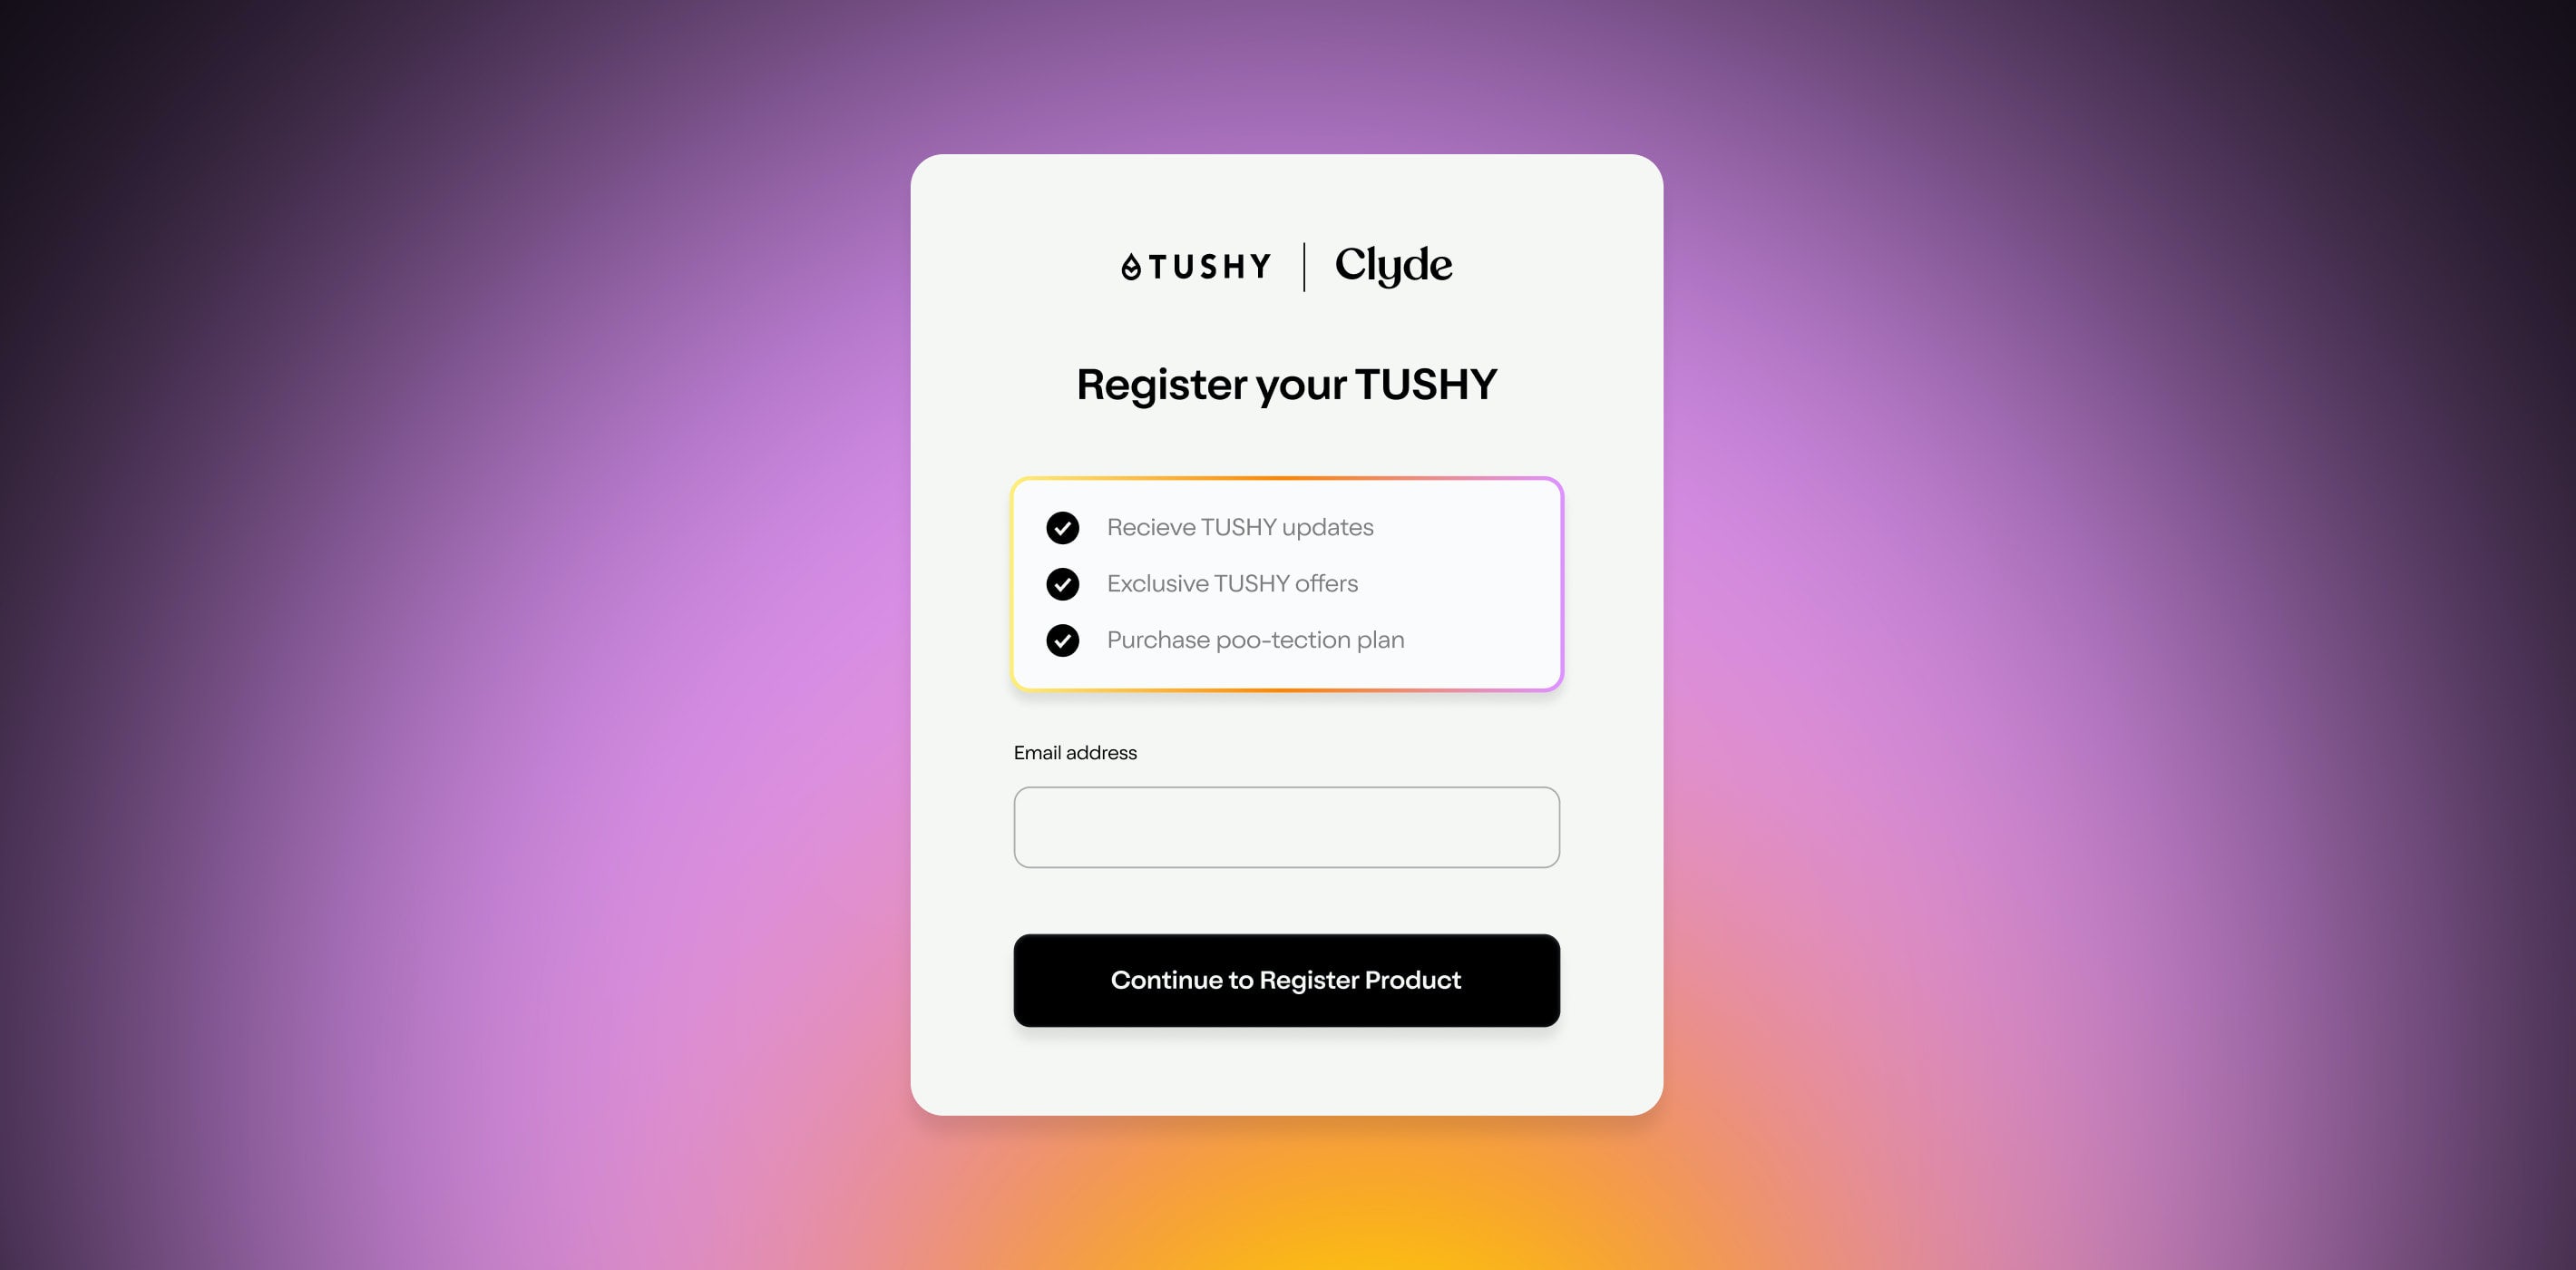 TUSHY | Clyde
Register your TUSHY
Recieve TUSHY updates
Exclusive TUSHY offers
Purchase poo-tection plan
Email address
Continue to Register Product